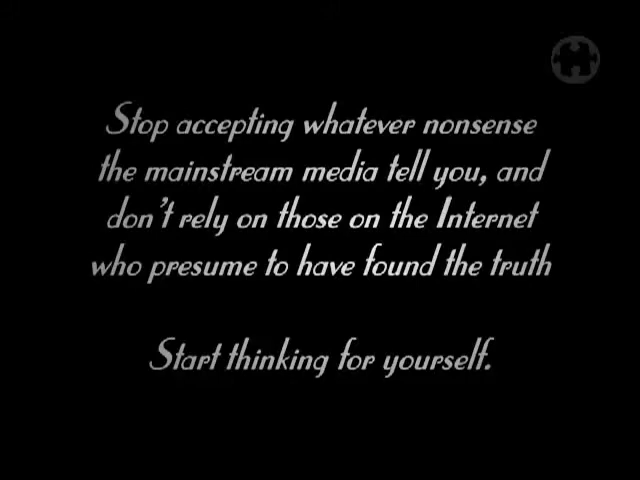 Stop accepting whatever nonsense
the mainstream media tell you, and
don't rely on those on the Internet
who presume to have found the truth
Start thinking for yourself.